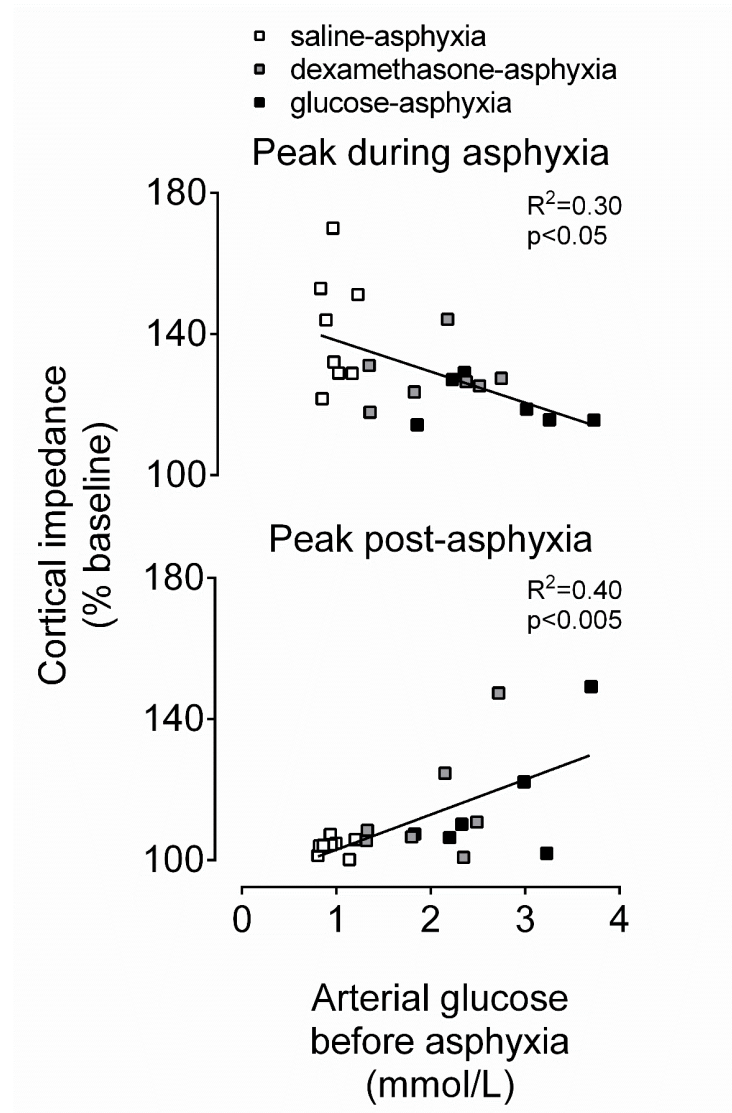 saline-asphyxia
dexamethasone-asphyxia
glucose-asphyxia
Peak during asphyxia
R²=0.30
p<0.05
180
140
100
Cortical impedance
(% baseline)
Peak post-asphyxia
R²=0.40
p<0.005
180
140
100
0 1 2 3 4
Arterial glucose
before asphyxia
(mmol/L)